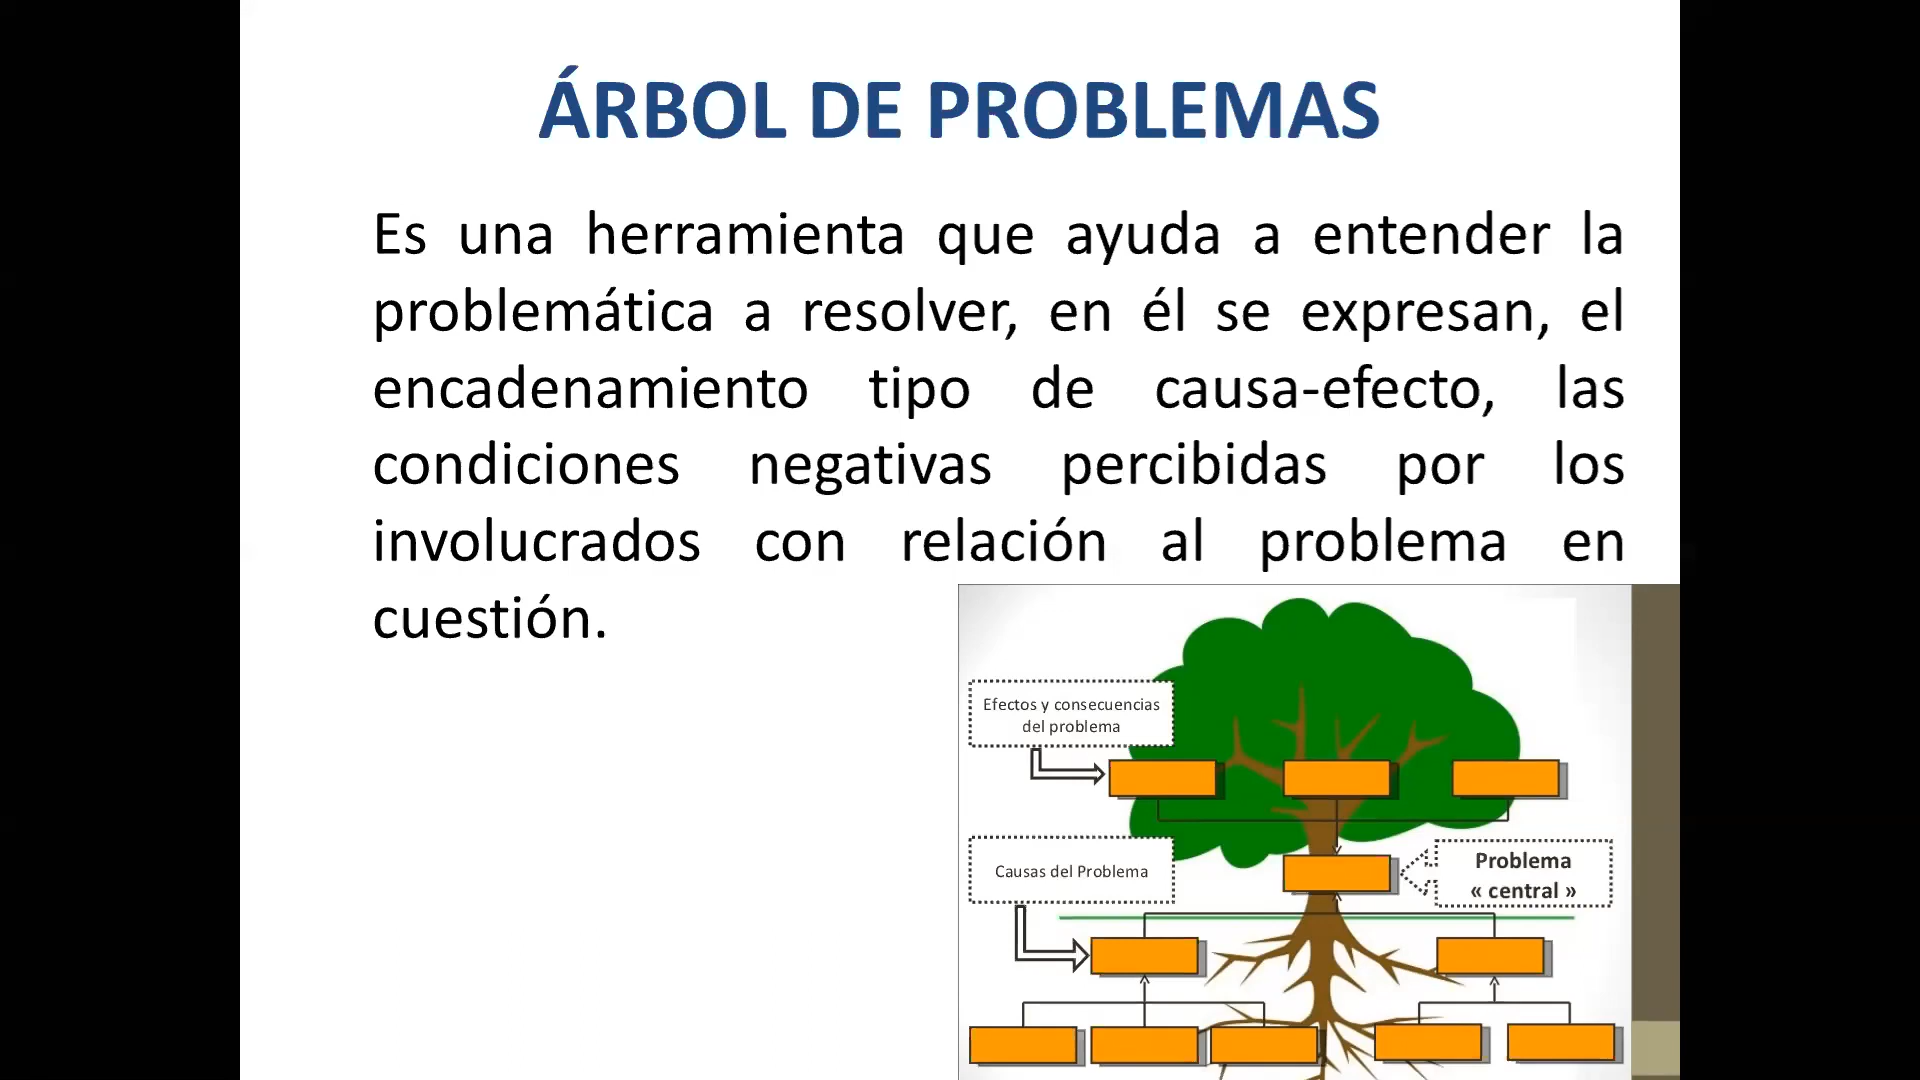 ÁRBOL DE PROBLEMAS
Es una herramienta que ayuda a entender la
problemática a resolver, en él se expresan, el
encadenamiento tipo de causa-efecto, las
condiciones negativas percibidas por los
involucrados con relación al problema en
cuestión.
Efectos y consecuencias
del problema
Causas del Problema
Problema
« central »